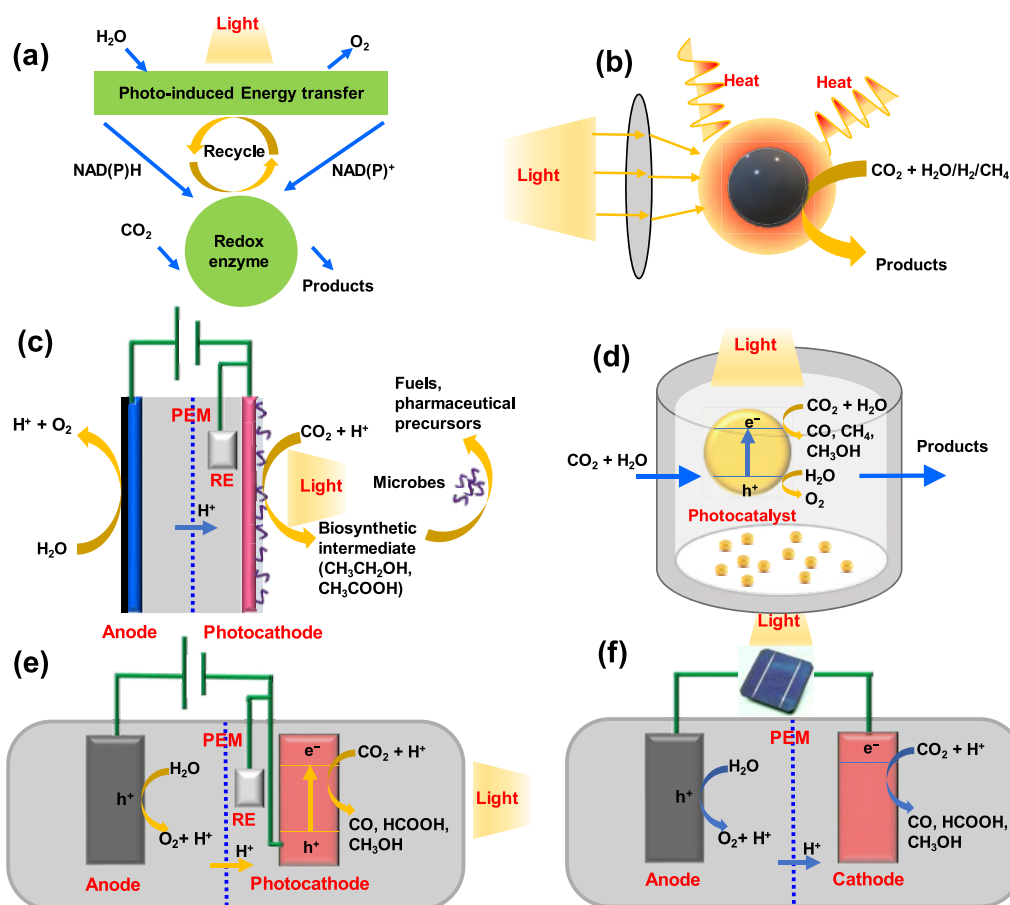 (a)
Light
H₂O
O₂
Photo-induced Energy transfer
Recycle
NAD(P)H
NAD(P)⁺
CO₂
Redox
enzyme
Products
(b)
Heat
Heat
Light
CO₂ + H₂O/H₂/CH₄
Products
(c)
H⁺ + O₂
PEM
RE
H⁺
H₂O
CO₂ + H⁺
Light
Fuels,
pharmaceutical
precursors
Microbes
Biosynthetic
intermediate
(CH₃CH₂OH,
CH₃COOH)
Anode
Photocathode
(d)
Light
CO₂ + H₂O
e⁻
CO₂ + H₂O
CO, CH₄,
CH₃OH
h⁺
H₂O
O₂
Photocatalyst
Products
(e)
PEM
RE
H₂O
h⁺
O₂+ H⁺
H⁺
e⁻
CO₂ + H⁺
CO, HCOOH,
CH₃OH
h⁺
Light
Anode
Photocathode
(f)
Light
PEM
H₂O
h⁺
O₂+ H⁺
H⁺
e⁻
CO₂ + H⁺
CO, HCOOH,
CH₃OH
Anode
Cathode